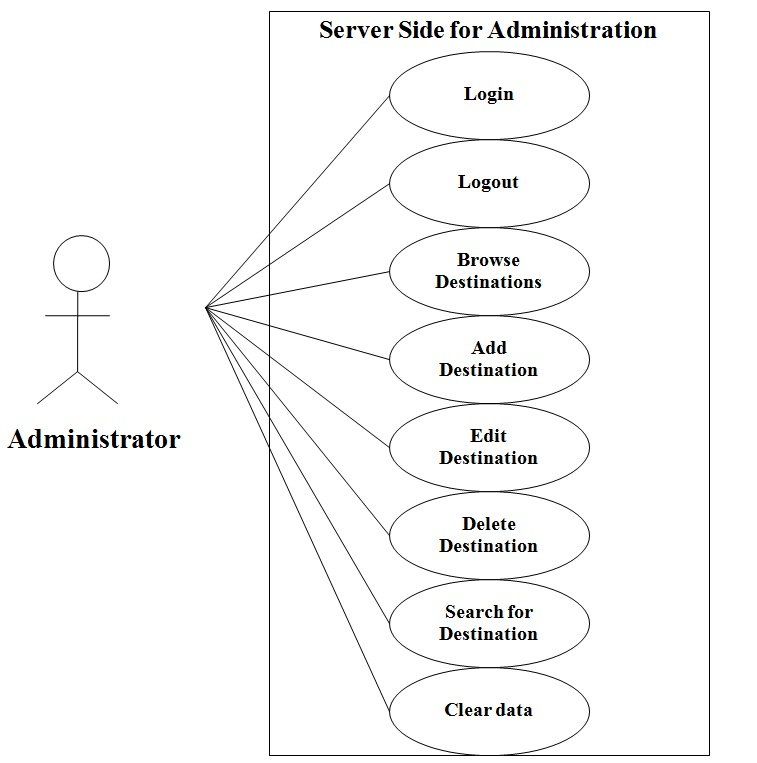 Server Side for Administration
Login
Logout
Browse
Destinations
Add
Destination
Edit
Destination
Delete
Destination
Search for
Destination
Clear data
Administrator